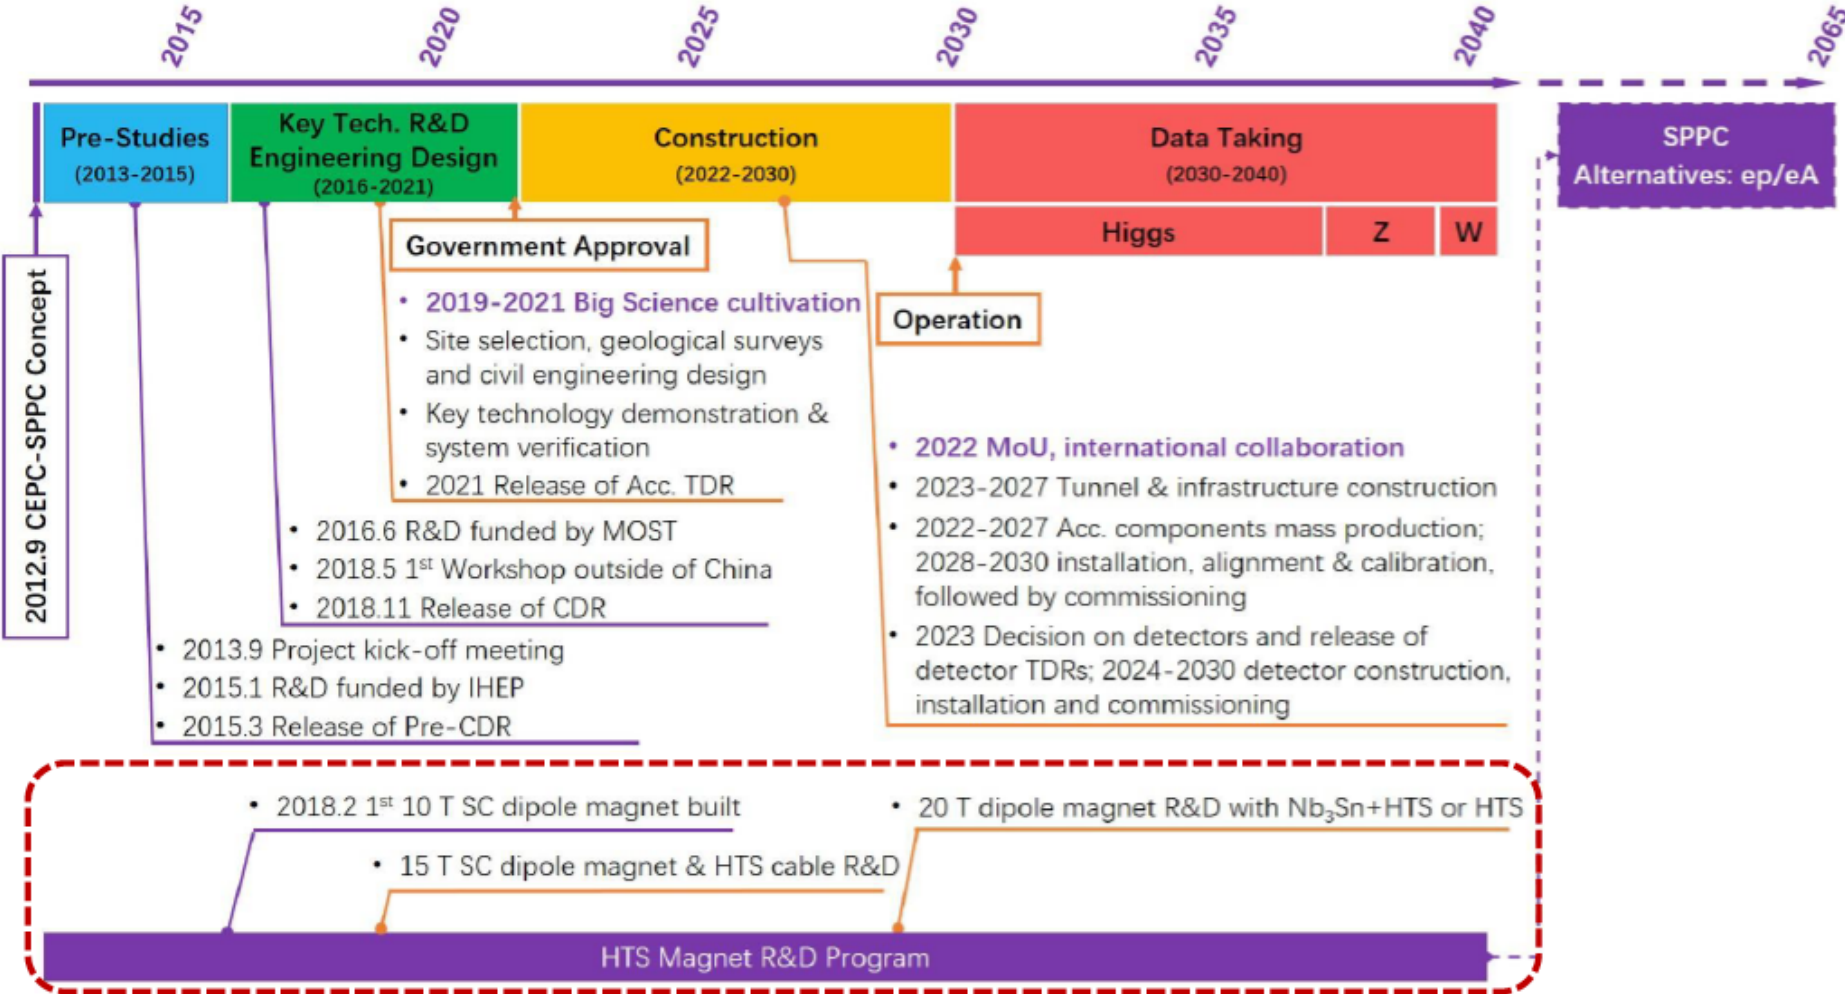 2015
2020
2025
2030
2035
2040
2065
Pre-Studies
(2013-2015)
Key Tech. R&D
Engineering Design
(2016-2021)
Construction
(2022-2030)
Data Taking
(2030-2040)
SPPC
Alternatives: ep/eA
Higgs
Z
W
Government Approval
Operation
2012.9 CEPC-SPPC Concept
• 2019-2021 Big Science cultivation
• Site selection, geological surveys
and civil engineering design
• Key technology demonstration &
system verification
• 2021 Release of Acc. TDR
• 2016.6 R&D funded by MOST
• 2018.5 1st Workshop outside of China
• 2018.11 Release of CDR
• 2013.9 Project kick-off meeting
• 2015.1 R&D funded by IHEP
• 2015.3 Release of Pre-CDR
• 2022 MoU, international collaboration
• 2023-2027 Tunnel & infrastructure construction
• 2022-2027 Acc. components mass production;
2028-2030 installation, alignment & calibration,
followed by commissioning
• 2023 Decision on detectors and release of
detector TDRs; 2024-2030 detector construction,
installation and commissioning
• 2018.2 1st 10 T SC dipole magnet built
• 15 T SC dipole magnet & HTS cable R&D
• 20 T dipole magnet R&D with Nb₃Sn+HTS or HTS
HTS Magnet R&D Program